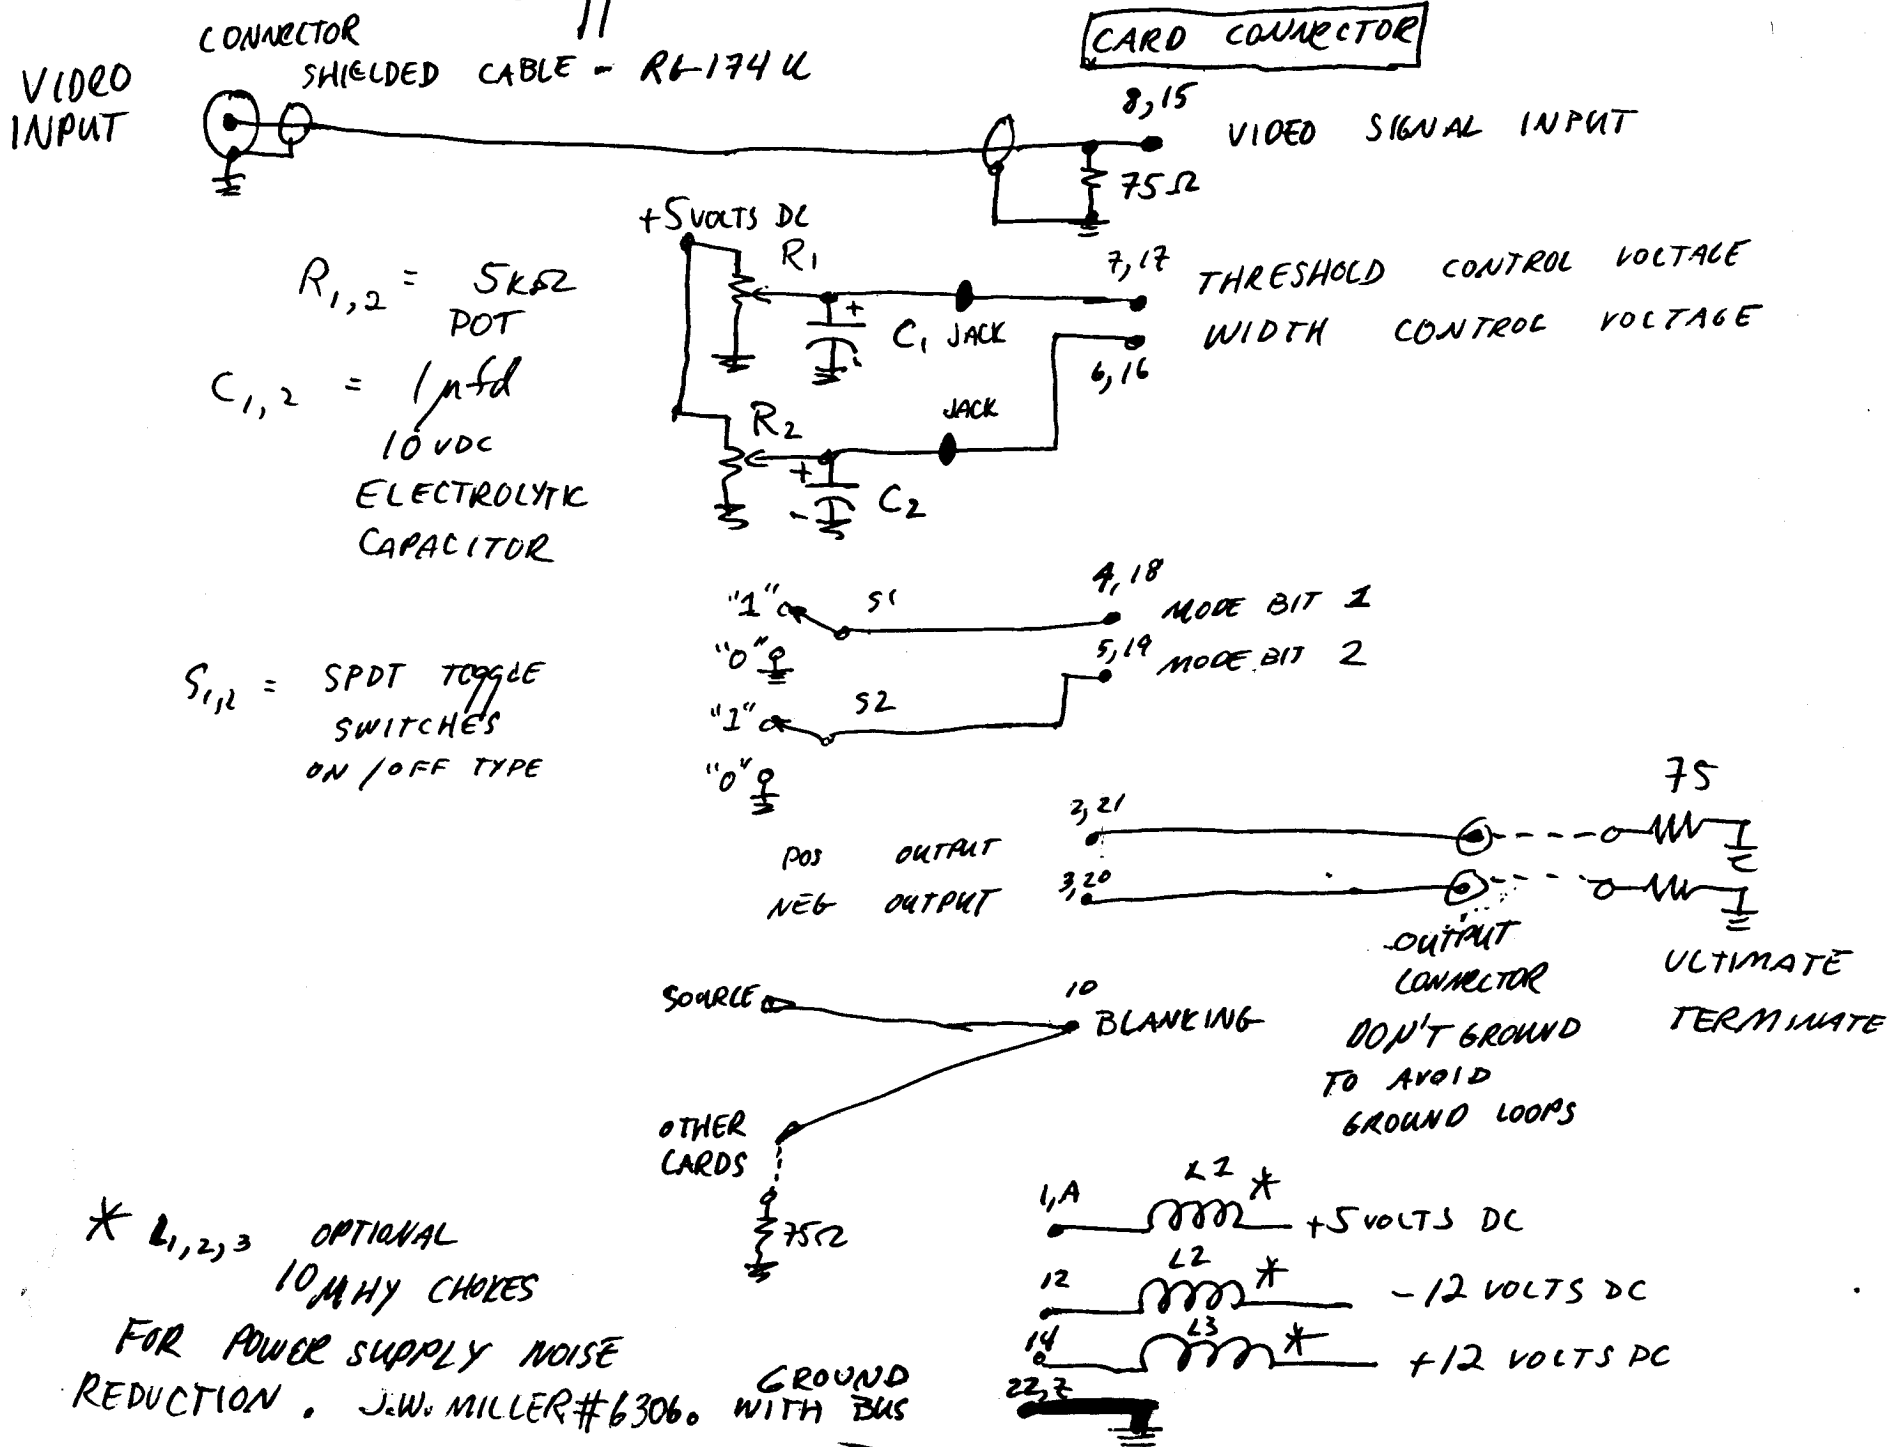 CONNECTOR
VIDEO
INPUT
SHIELDED CABLE - RG-174U
CARD CONNECTOR
8,15
VIDEO SIGNAL INPUT
75Ω
+5 VOLTS DC
R1
7,17
THRESHOLD CONTROL VOLTAGE
R1,2 = 5KΩ
POT
+
C1
JACK
WIDTH CONTROL VOLTAGE
6,16
C1,2 = 1 μfd
10 VDC
ELECTROLYTIC
CAPACITOR
R2
JACK
+
-
C2
4,18
"1"
S1
MODE BIT 1
"0"
5,19
MODE BIT 2
S1,2 = SPDT TOGGLE
SWITCHES
ON/OFF TYPE
"1"
S2
"0"
75
2,21
POS OUTPUT
3,20
NEG OUTPUT
OUTPUT
CONNECTOR
DON'T GROUND
TO AVOID
GROUND LOOPS
ULTIMATE
TERMINATE
SOURCE
10
BLANKING
OTHER
CARDS
75Ω
* L1,2,3 OPTIONAL
10 μHY CHOKES
FOR POWER SUPPLY NOISE
REDUCTION. J.W. MILLER #6306.
1,A
L1 *
+5 VOLTS DC
12
L2 *
-12 VOLTS DC
14
L3 *
+12 VOLTS DC
GROUND
WITH BUS
22,Z